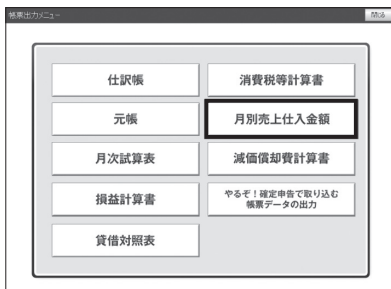 帳票出力メニュー
閉じる
仕訳帳
消費税等計算書
元帳
月別売上仕入金額
月次試算表
減価償却費計算書
損益計算書
やるぞ！確定申告で取り込む
帳票データの出力
貸借対照表